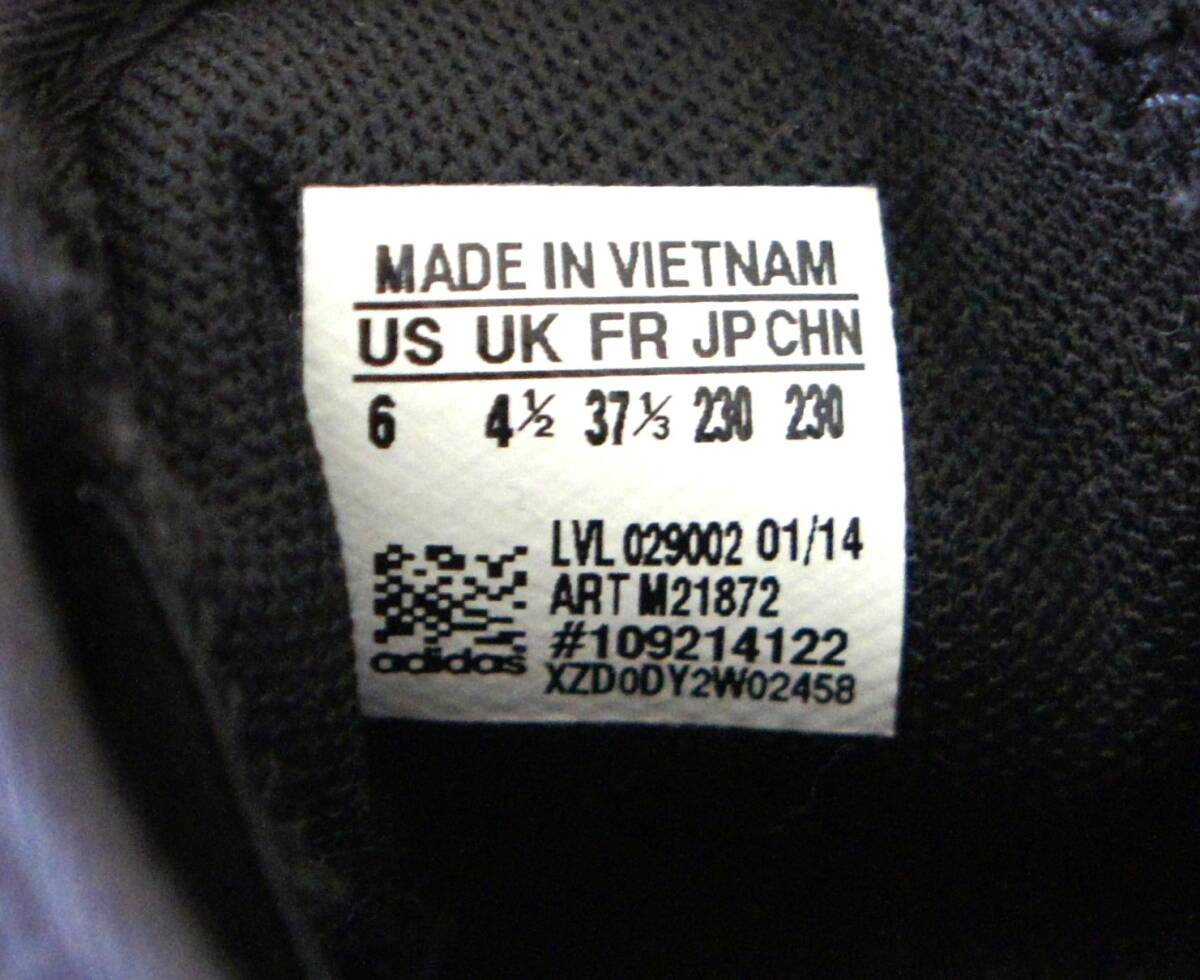 MADE IN VIETNAM
US UK FR JP CHN
6 4½ 37⅓ 230 230
LVL 029002 01/14
ART M21872
#109214122
adidas
XZD0DY2W02458